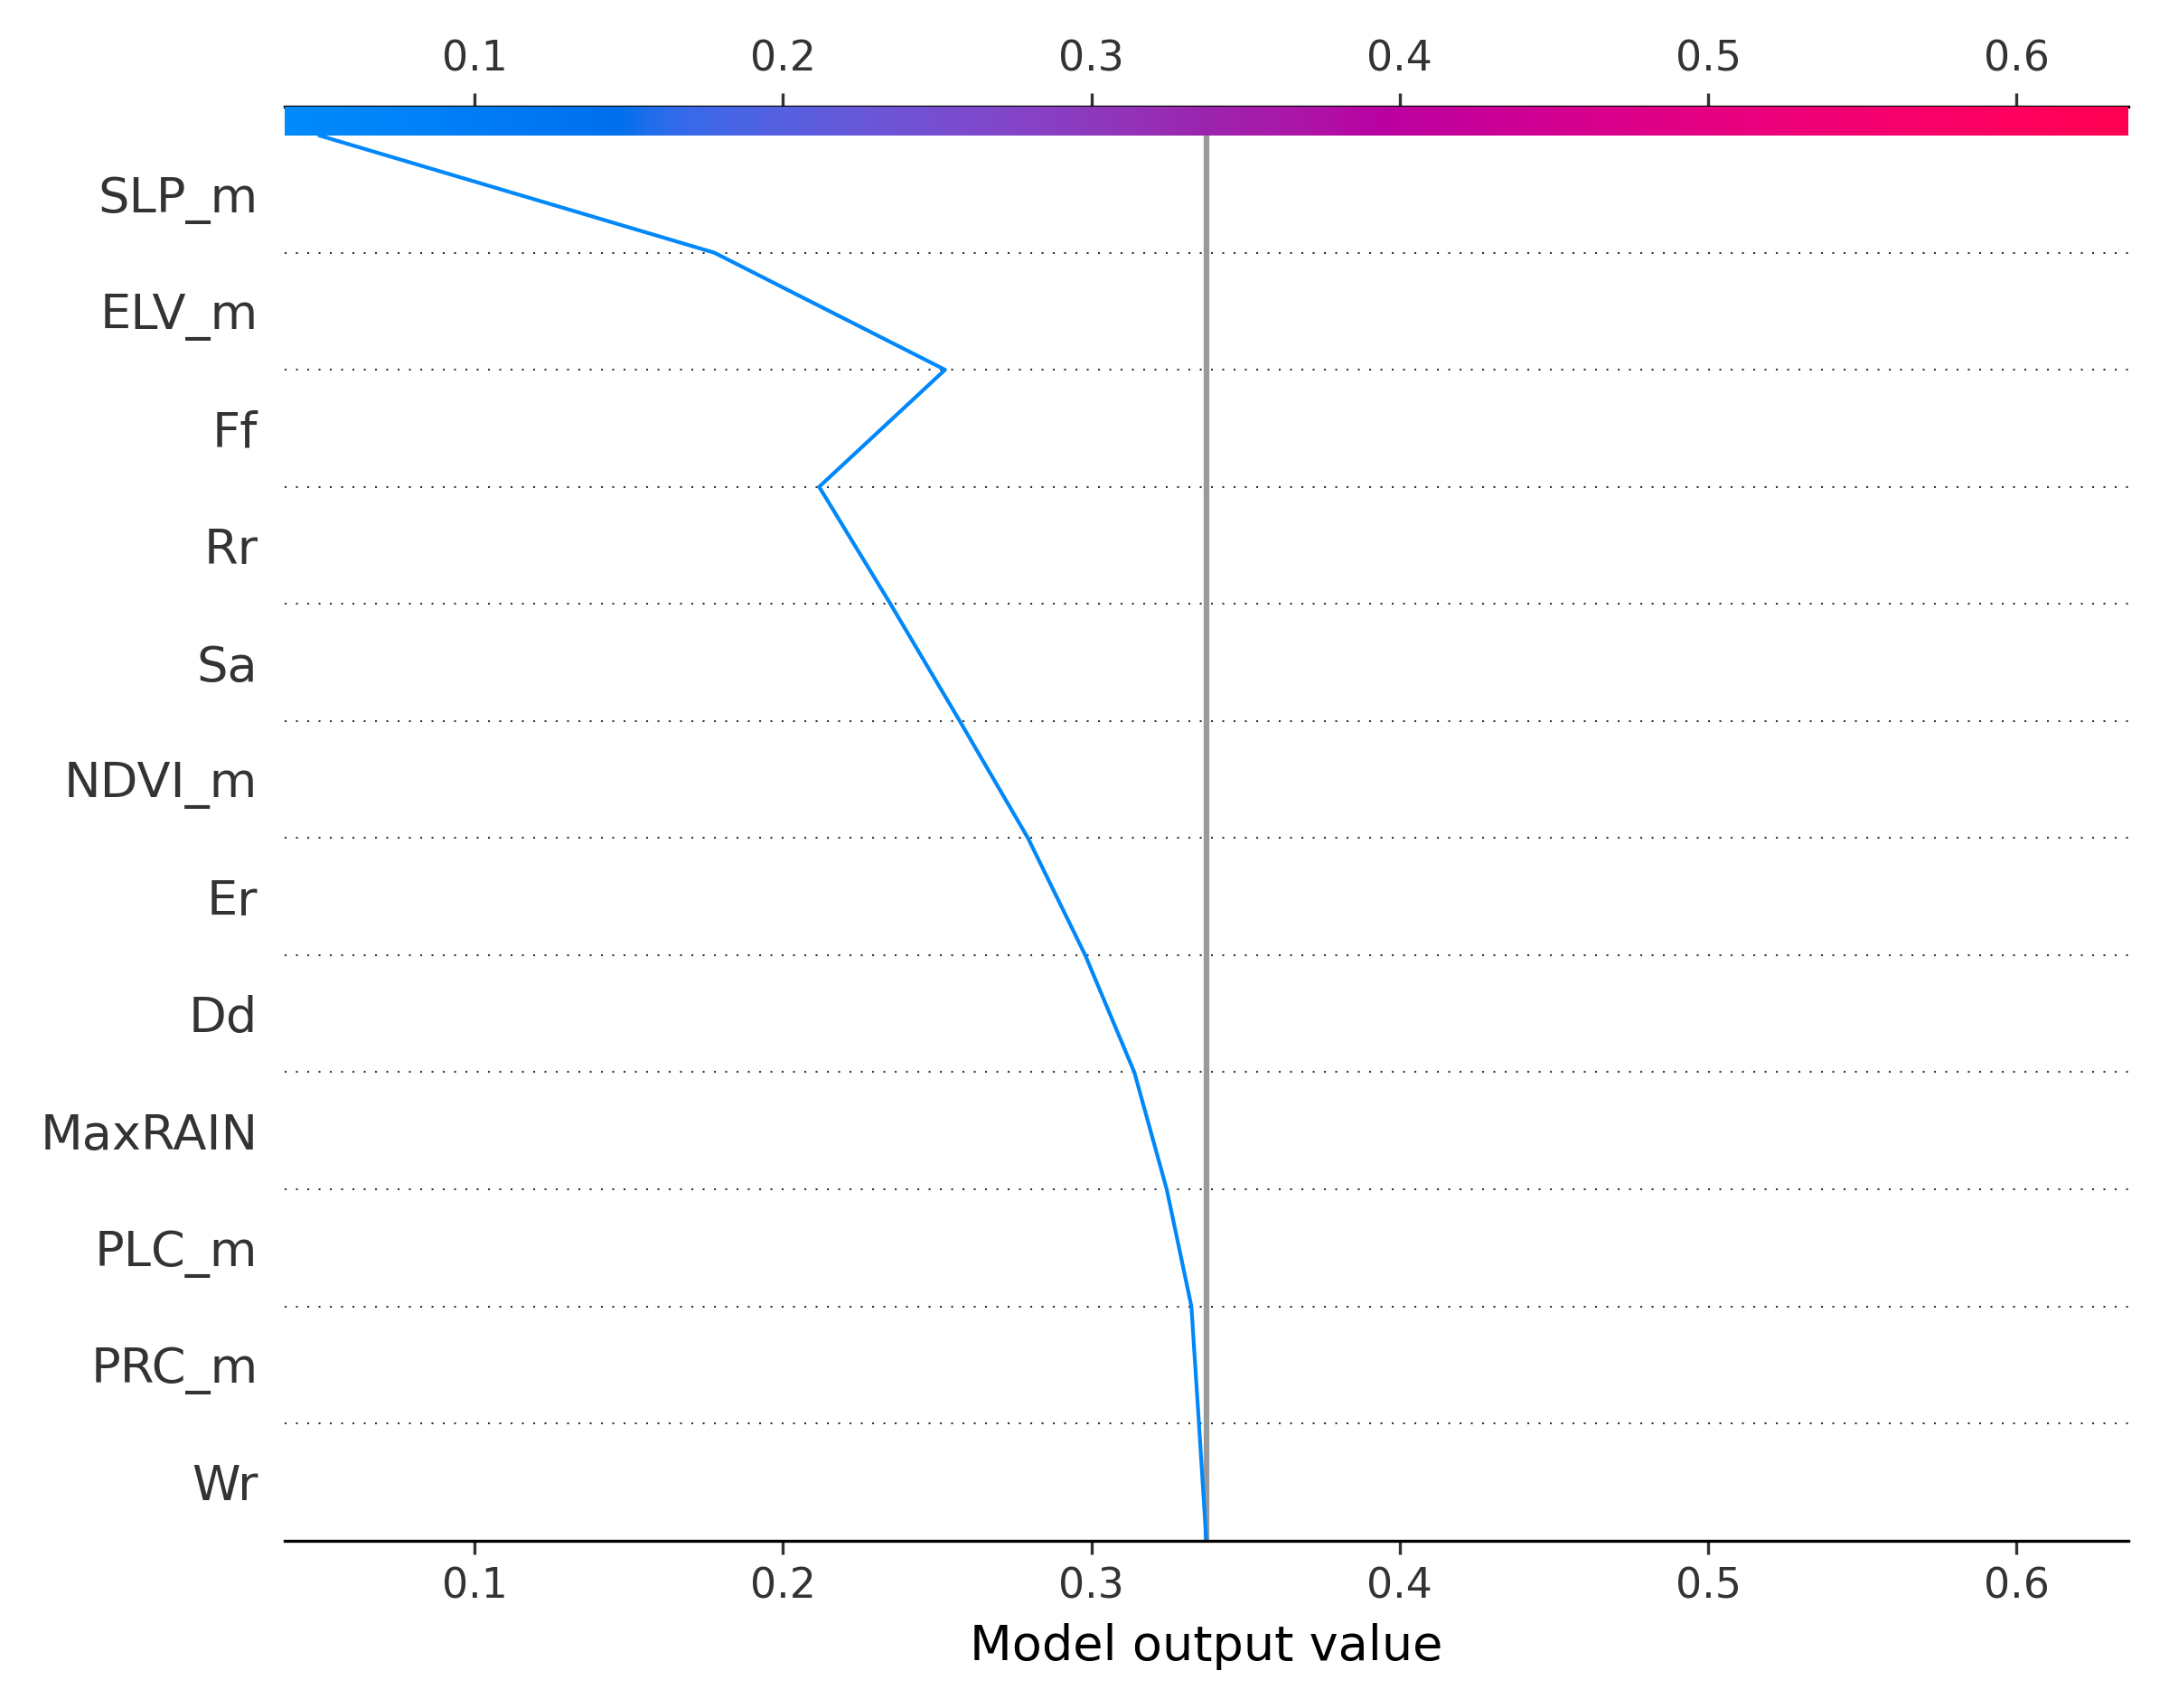 0.1 0.2 0.3 0.4 0.5 0.6
SLP_m
ELV_m
Ff
Rr
Sa
NDVI_m
Er
Dd
MaxRAIN
PLC_m
PRC_m
Wr
0.1 0.2 0.3 0.4 0.5 0.6
Model output value